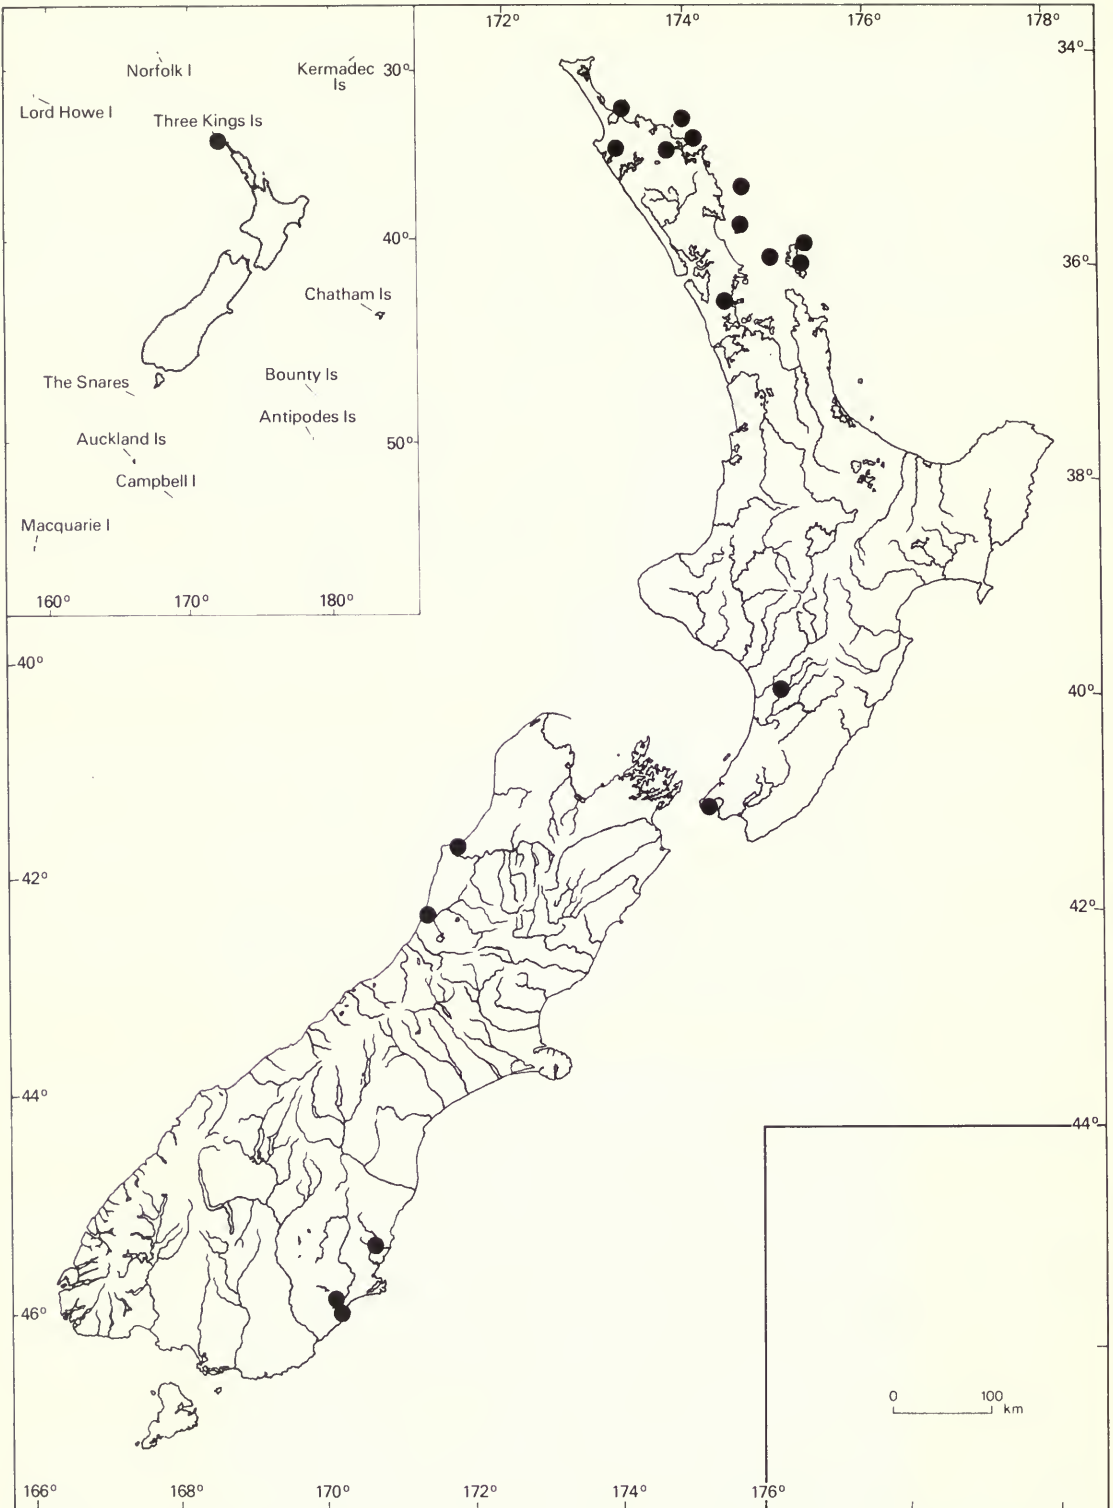 172° 174° 176° 178°
34°
36°
38°
40°
42°
44°
Norfolk I
Kermadec Is
30°
Lord Howe I
Three Kings Is
40°
Chatham Is
The Snares
Bounty Is
Antipodes Is
Auckland Is
50°
Campbell I
Macquarie I
160° 170° 180°
40°
42°
44°
46°
0 100
km
166° 168° 170° 172° 174° 176°